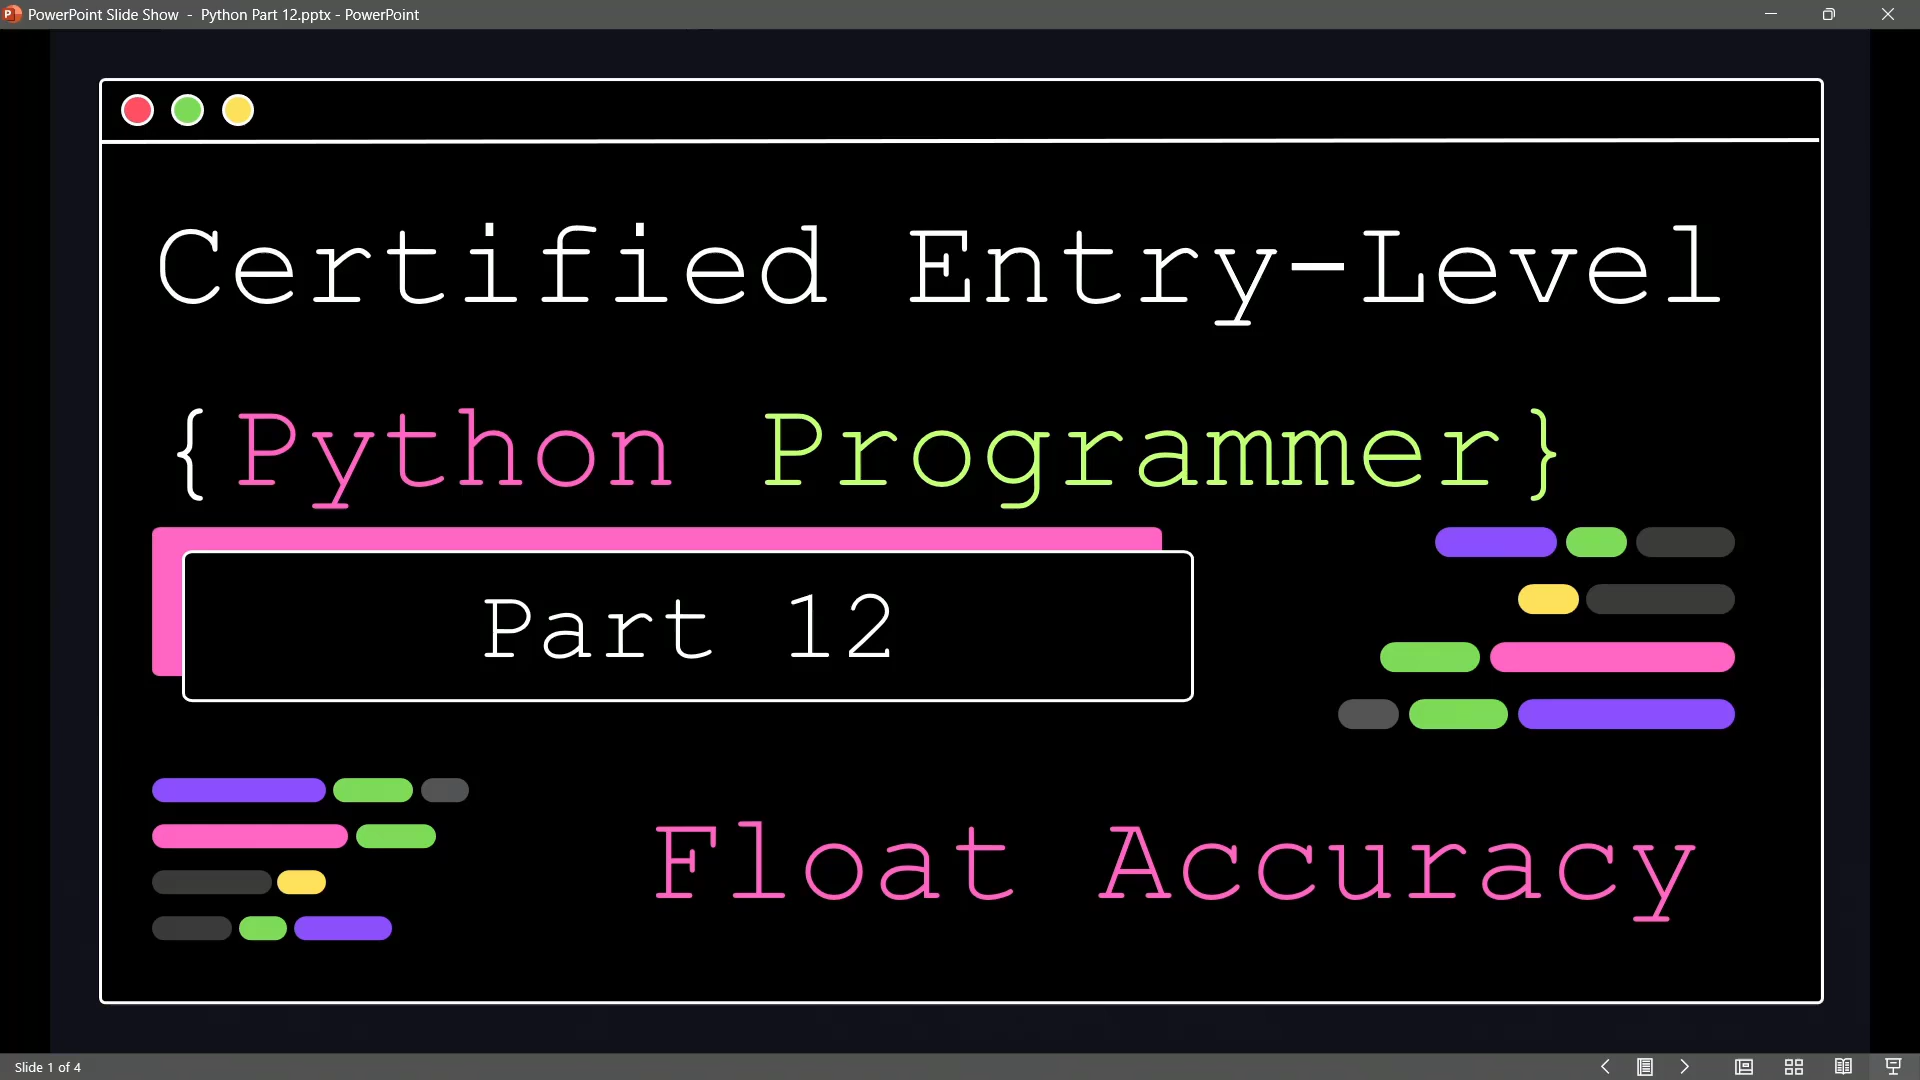 PowerPoint Slide Show - Python Part 12.pptx - PowerPoint
Certified Entry-Level
{Python Programmer}
Part 12
Float Accuracy
Slide 1 of 4